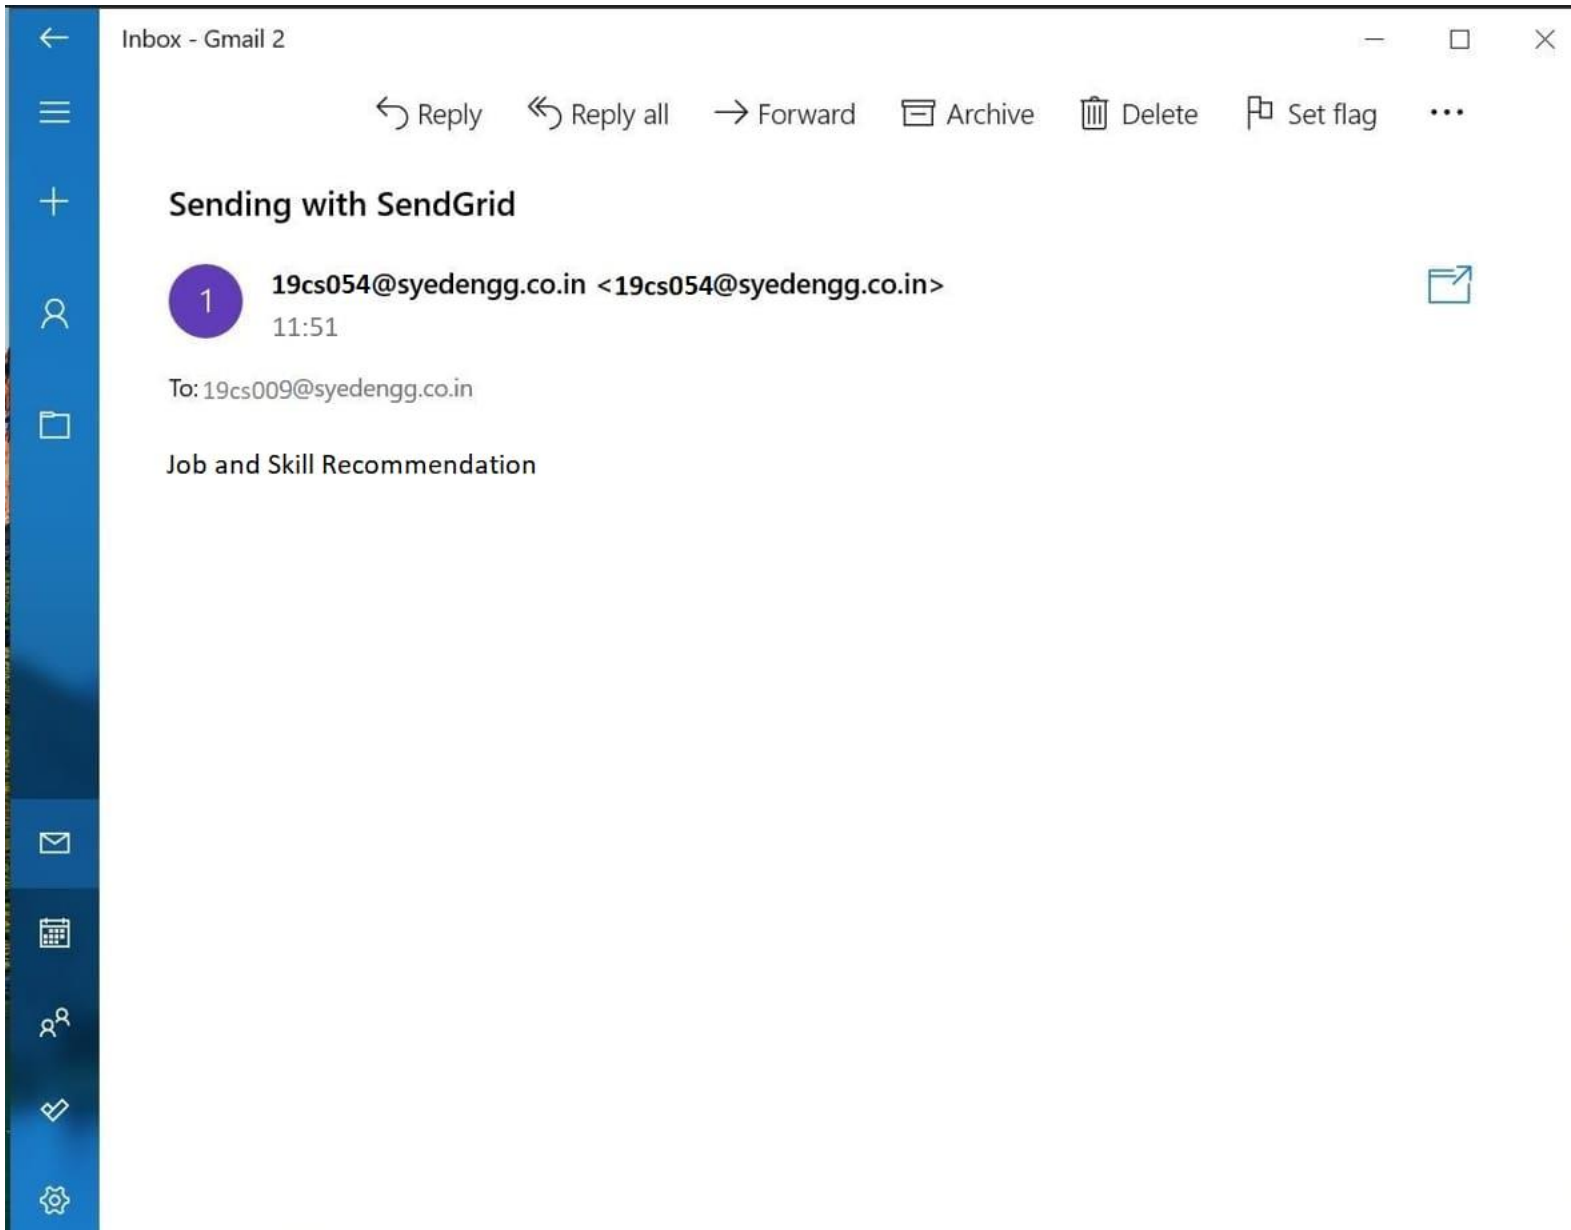 Inbox - Gmail 2
Reply Reply all Forward Archive Delete Set flag
Sending with SendGrid
1
19cs054@syedengg.co.in <19cs054@syedengg.co.in>
11:51
To: 19cs009@syedengg.co.in
Job and Skill Recommendation